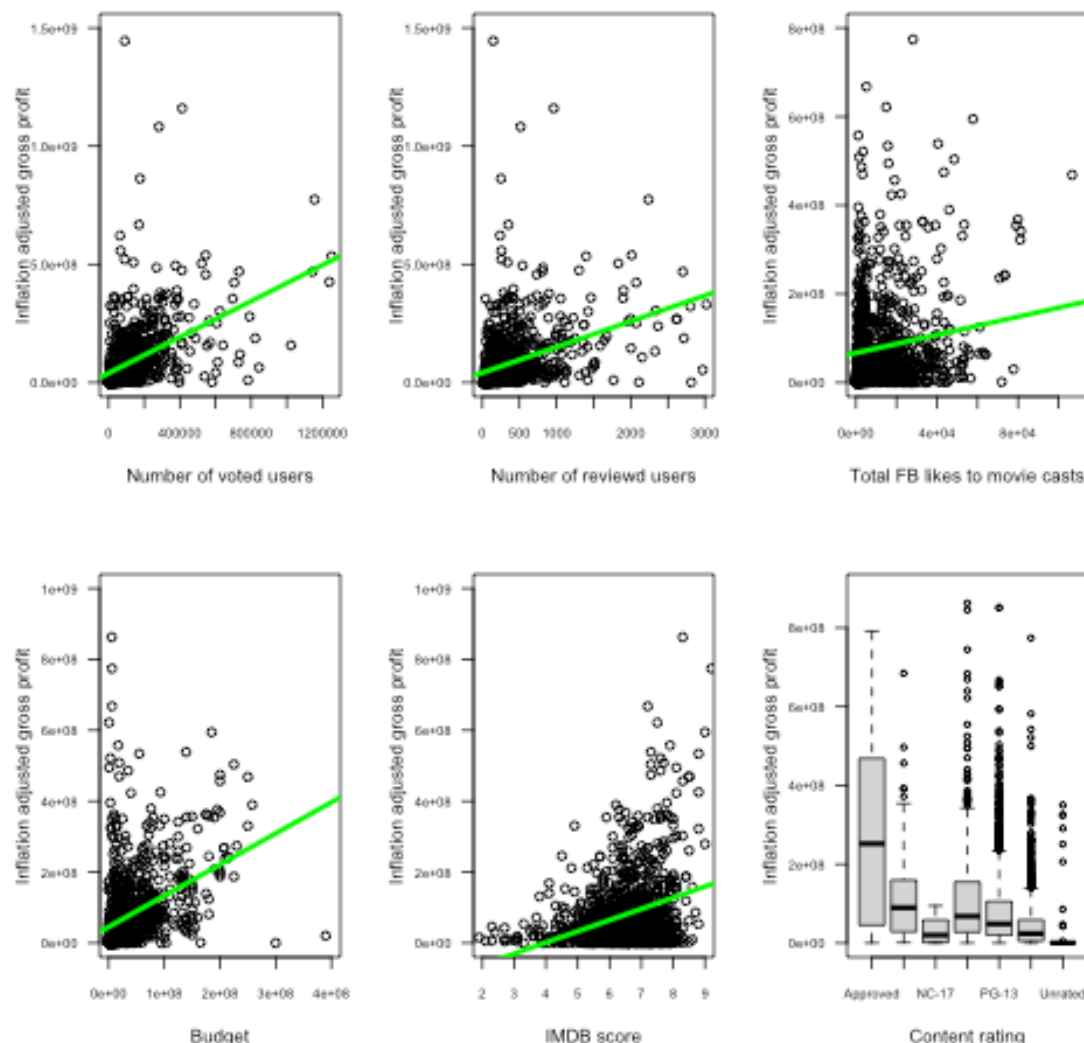 Inflation adjusted gross profit
1.5e+09
1.0e+09
5.0e+08
0.0e+00
0 400000 800000 1200000
Number of voted users
Inflation adjusted gross profit
1.5e+09
1.0e+09
5.0e+08
0.0e+00
0 500 1000 2000 3000
Number of reviewd users
Inflation adjusted gross profit
8e+08
6e+08
4e+08
2e+08
0e+00
0e+00 4e+04 8e+04
Total FB likes to movie casts
Inflation adjusted gross profit
1e+09
8e+08
6e+08
4e+08
2e+08
0e+00
0e+00 1e+08 2e+08 4e+08
Budget
Inflation adjusted gross profit
1e+09
8e+08
6e+08
4e+08
2e+08
0e+00
2 3 4 5 6 7 8 9
IMDB score
Inflation adjusted gross profit
8e+08
6e+08
4e+08
2e+08
0e+00
Approved NC-17 PG-13 Unrated
Content rating